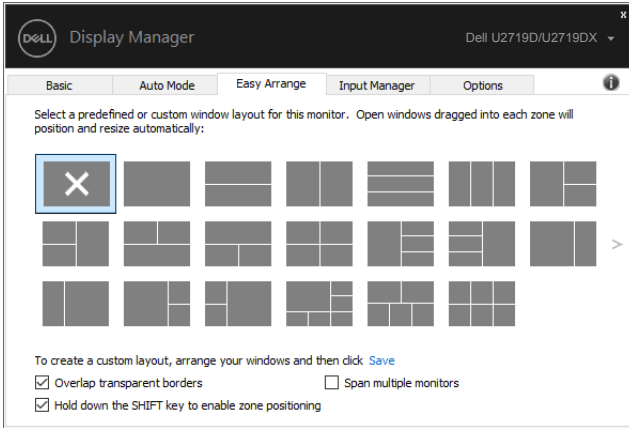 x
DELL Display Manager Dell U2719D/U2719DX
Basic Auto Mode Easy Arrange Input Manager Options
Select a predefined or custom window layout for this monitor. Open windows dragged into each zone will
position and resize automatically:
To create a custom layout, arrange your windows and then click Save
Overlap transparent borders Span multiple monitors
Hold down the SHIFT key to enable zone positioning